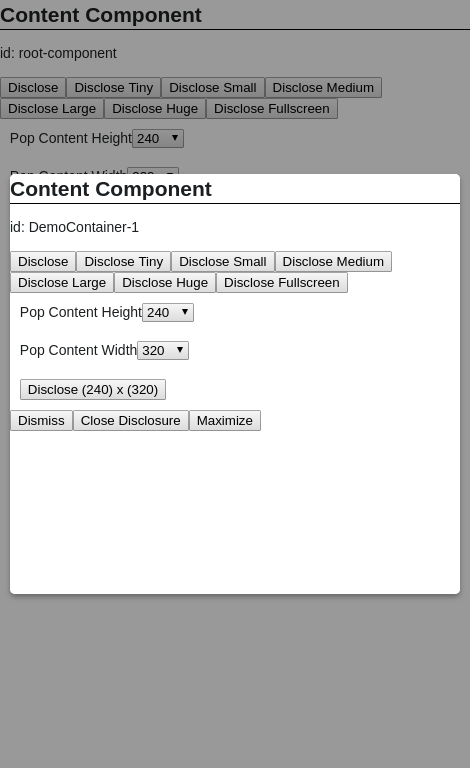 Content Component
id: root-component
Disclose Disclose Tiny Disclose Small Disclose Medium
Disclose Large Disclose Huge Disclose Fullscreen
Pop Content Height 240
Pop Content Width 320
Content Component
id: DemoContainer-1
Disclose Disclose Tiny Disclose Small Disclose Medium
Disclose Large Disclose Huge Disclose Fullscreen
Pop Content Height 240
Pop Content Width 320
Disclose (240) x (320)
Dismiss Close Disclosure Maximize